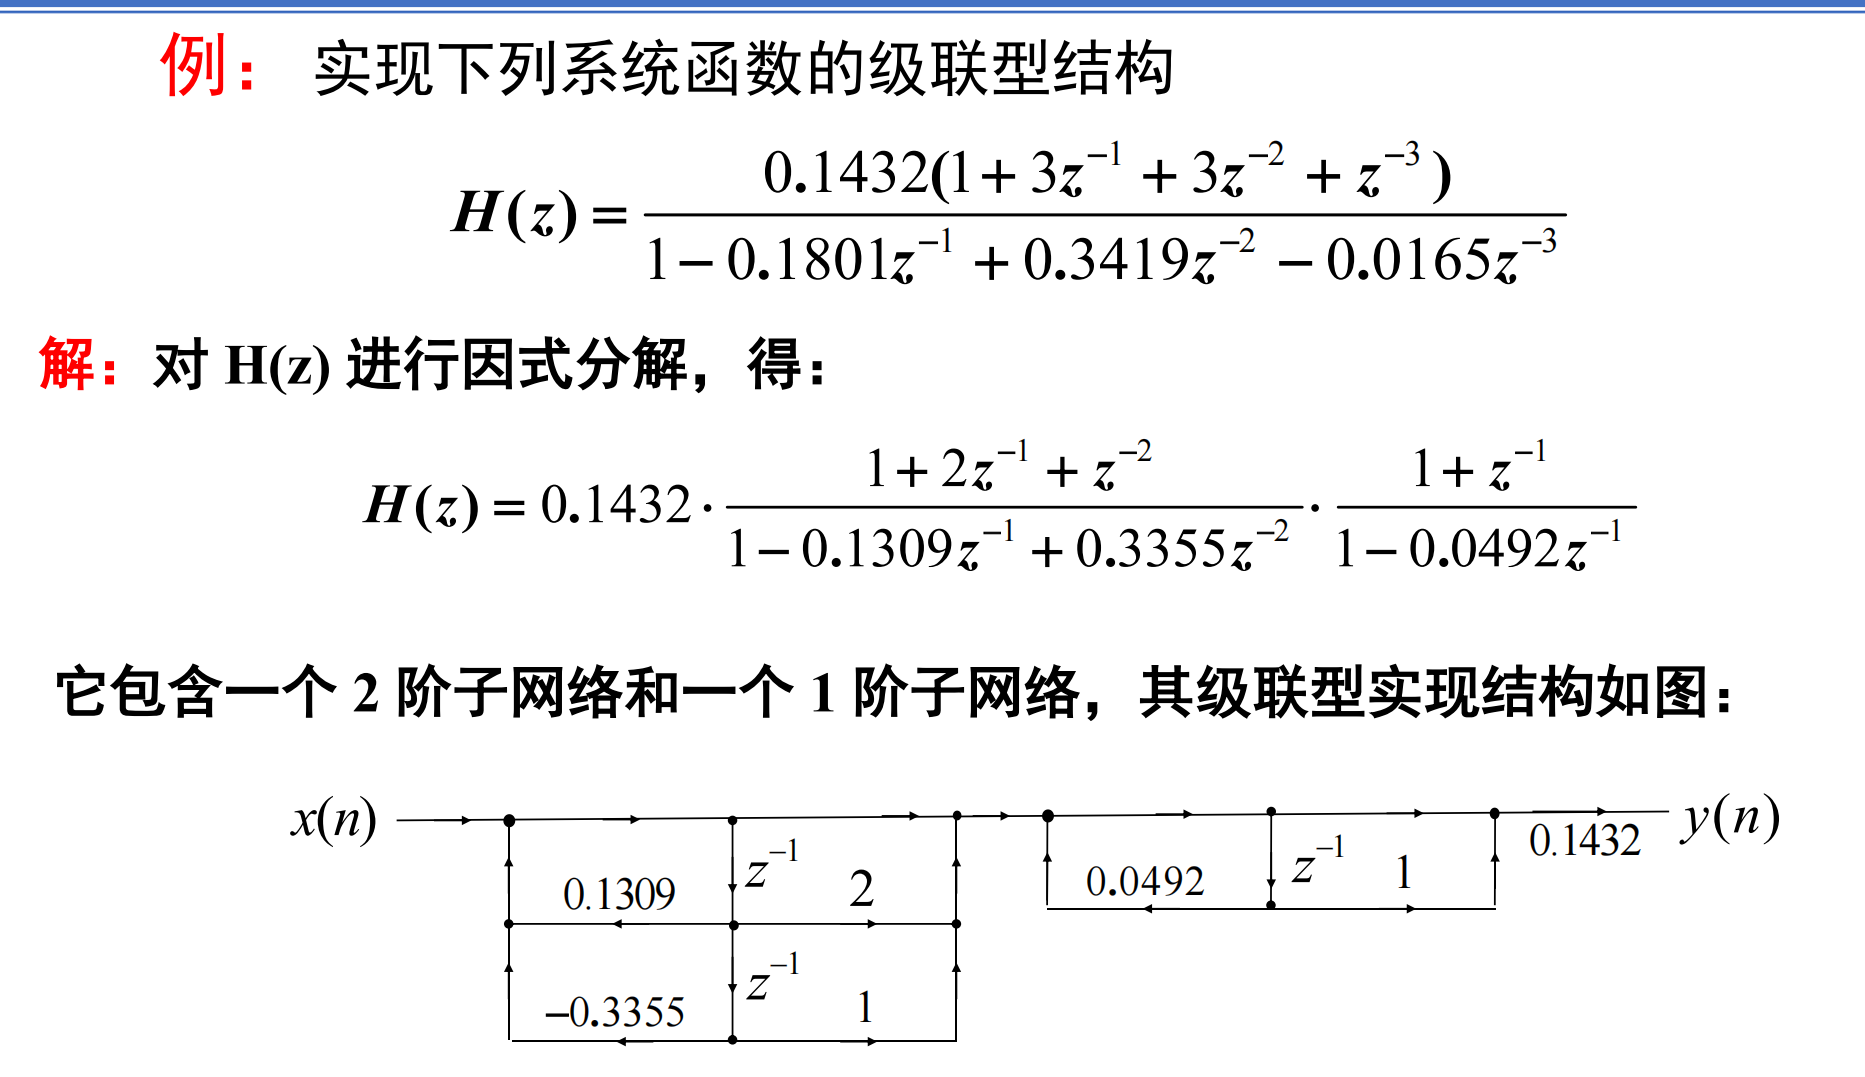 例： 实现下列系统函数的级联型结构
H(z) = 0.1432(1 + 3z⁻¹ + 3z⁻² + z⁻³) / 1 − 0.1801z⁻¹ + 0.3419z⁻² − 0.0165z⁻³
解：对 H(z) 进行因式分解，得：
H(z) = 0.1432 · 1 + 2z⁻¹ + z⁻² / 1 − 0.1309z⁻¹ + 0.3355z⁻² · 1 + z⁻¹ / 1 − 0.0492z⁻¹
它包含一个 2 阶子网络和一个 1 阶子网络，其级联型实现结构如图：
x(n) y(n)
0.1432
0.1309 z⁻¹ 2 0.0492 z⁻¹ 1
−0.3355 z⁻¹ 1